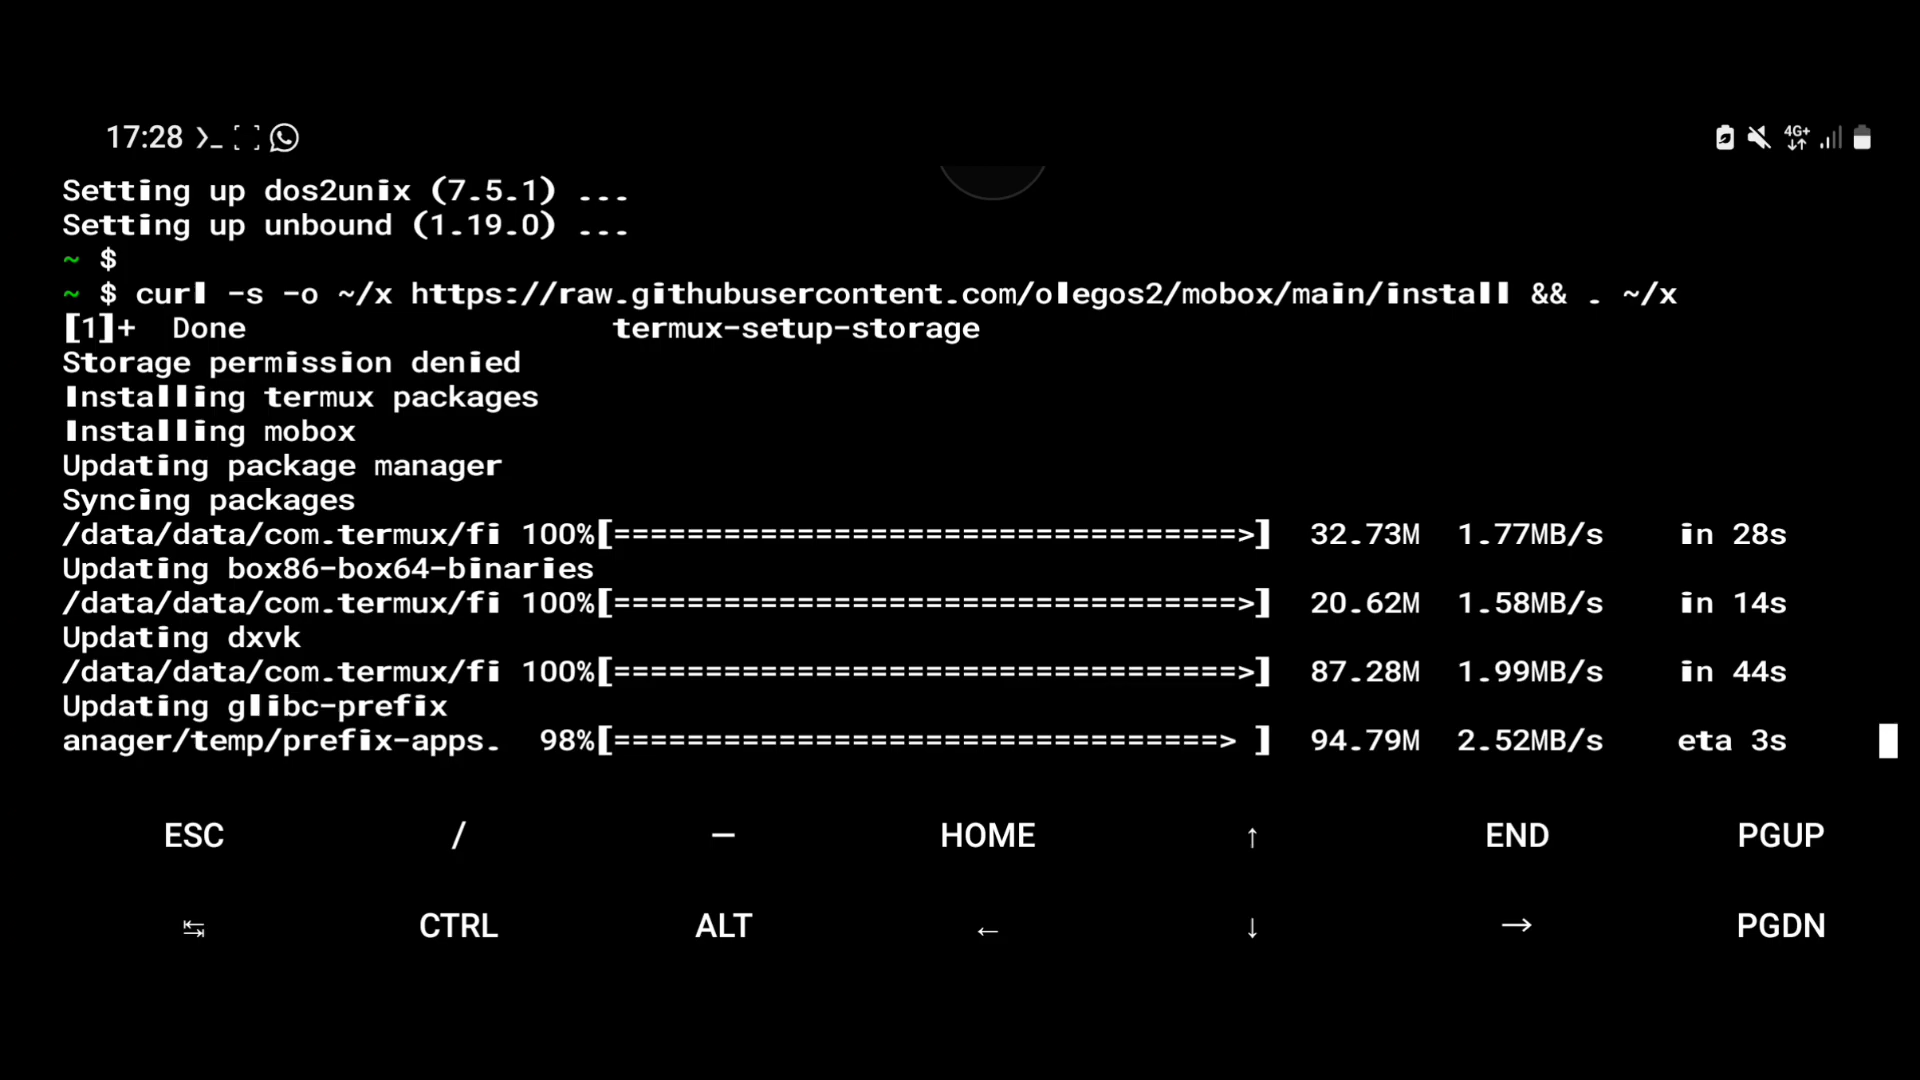 17:28
4G+
Setting up dos2unix (7.5.1) ...
Setting up unbound (1.19.0) ...
~ $
~ $ curl -s -o ~/x https://raw.githubusercontent.com/olegos2/mobox/main/install && . ~/x
[1]+  Done                    termux-setup-storage
Storage permission denied
Installing termux packages
Installing mobox
Updating package manager
Syncing packages
/data/data/com.termux/fi 100%[==================================>]  32.73M  1.77MB/s    in 28s
Updating box86-box64-binaries
/data/data/com.termux/fi 100%[==================================>]  20.62M  1.58MB/s    in 14s
Updating dxvk
/data/data/com.termux/fi 100%[==================================>]  87.28M  1.99MB/s    in 44s
Updating glibc-prefix
anager/temp/prefix-apps.  98%[=================================> ]  94.79M  2.52MB/s    eta 3s
ESC / — HOME ↑ END PGUP
↹ CTRL ALT ← ↓ → PGDN